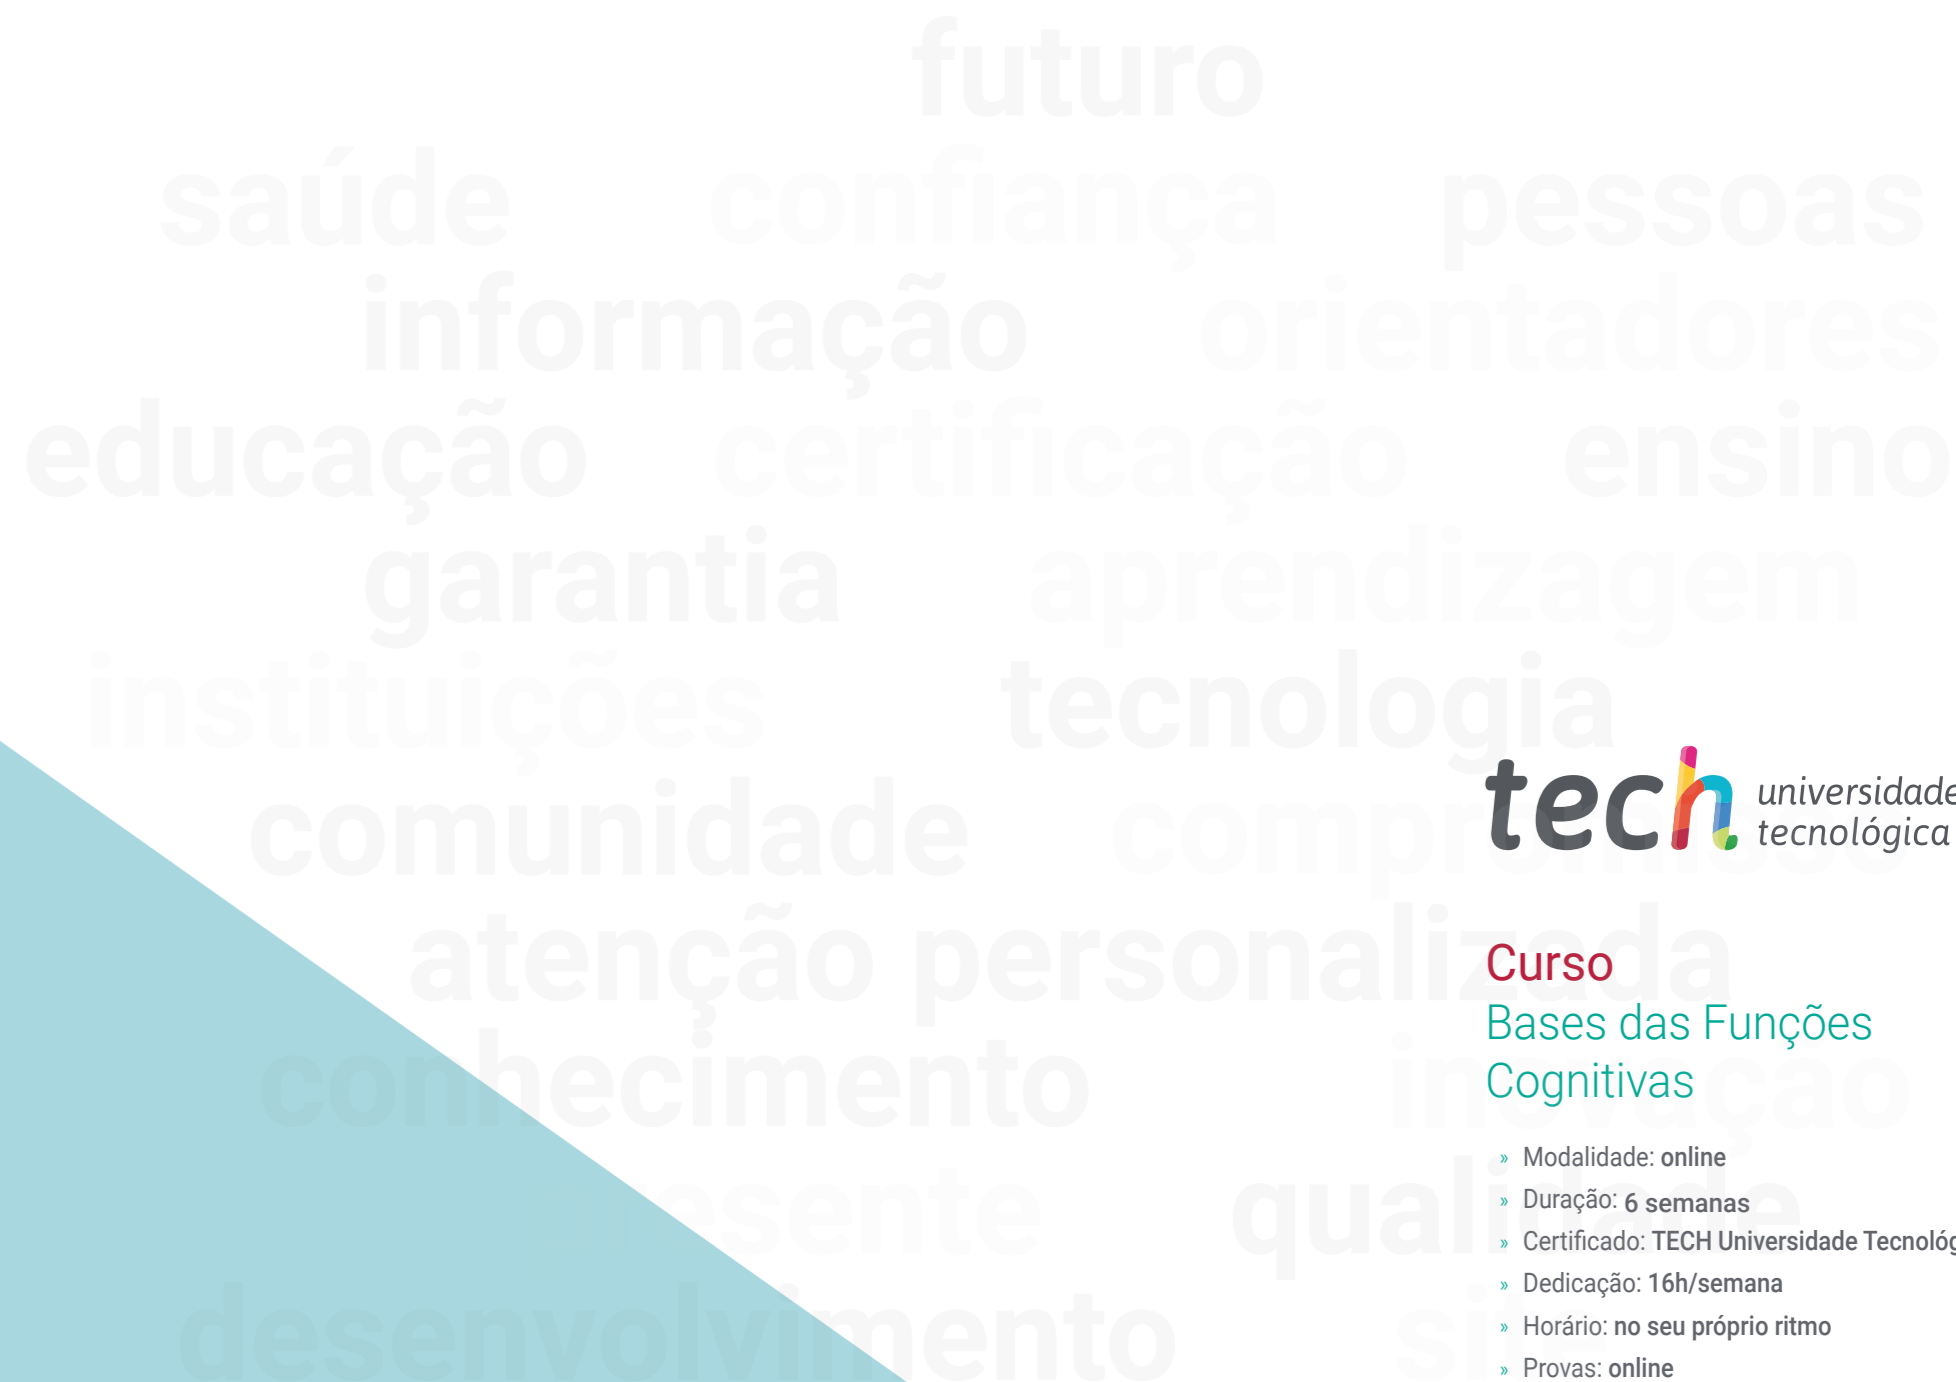 futuro
saúde confiança pessoas
informação orientadores
educação certificação ensino
garantia aprendizagem
instituições tecnologia
comunidade compromisso
atenção personalizada
conhecimento inovação
presente qualidade
desenvolvimento
tech universidade
tecnológica
Curso
Bases das Funções
Cognitivas
» Modalidade: online
» Duração: 6 semanas
» Certificado: TECH Universidade Tecnológ
» Dedicação: 16h/semana
» Horário: no seu próprio ritmo
» Provas: online